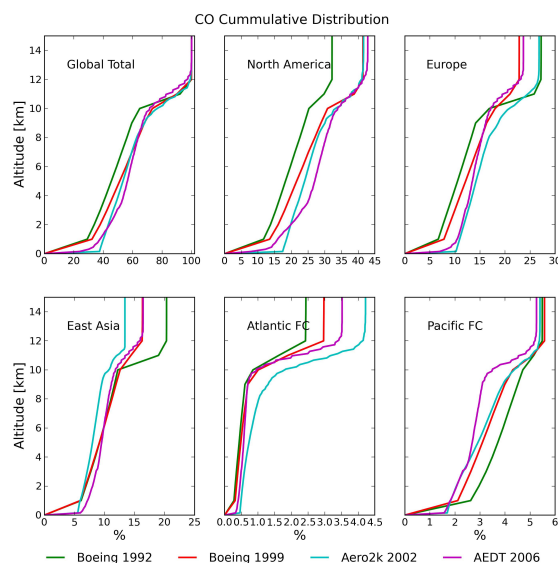 CO Cummulative Distribution
Global Total
North America
Europe
Altitude [km]
0 2 4 6 8 10 12 14
0 20 40 60 80 100
0 5 10 15 20 25 30 35 40 45
0 5 10 15 20 25 30
East Asia
Atlantic FC
Pacific FC
Altitude [km]
0 2 4 6 8 10 12 14
0 5 10 15 20 25
0.0 0.5 1.0 1.5 2.0 2.5 3.0 3.5 4.0 4.5
0 1 2 3 4 5 6
% % %
Boeing 1992 Boeing 1999 Aero2k 2002 AEDT 2006